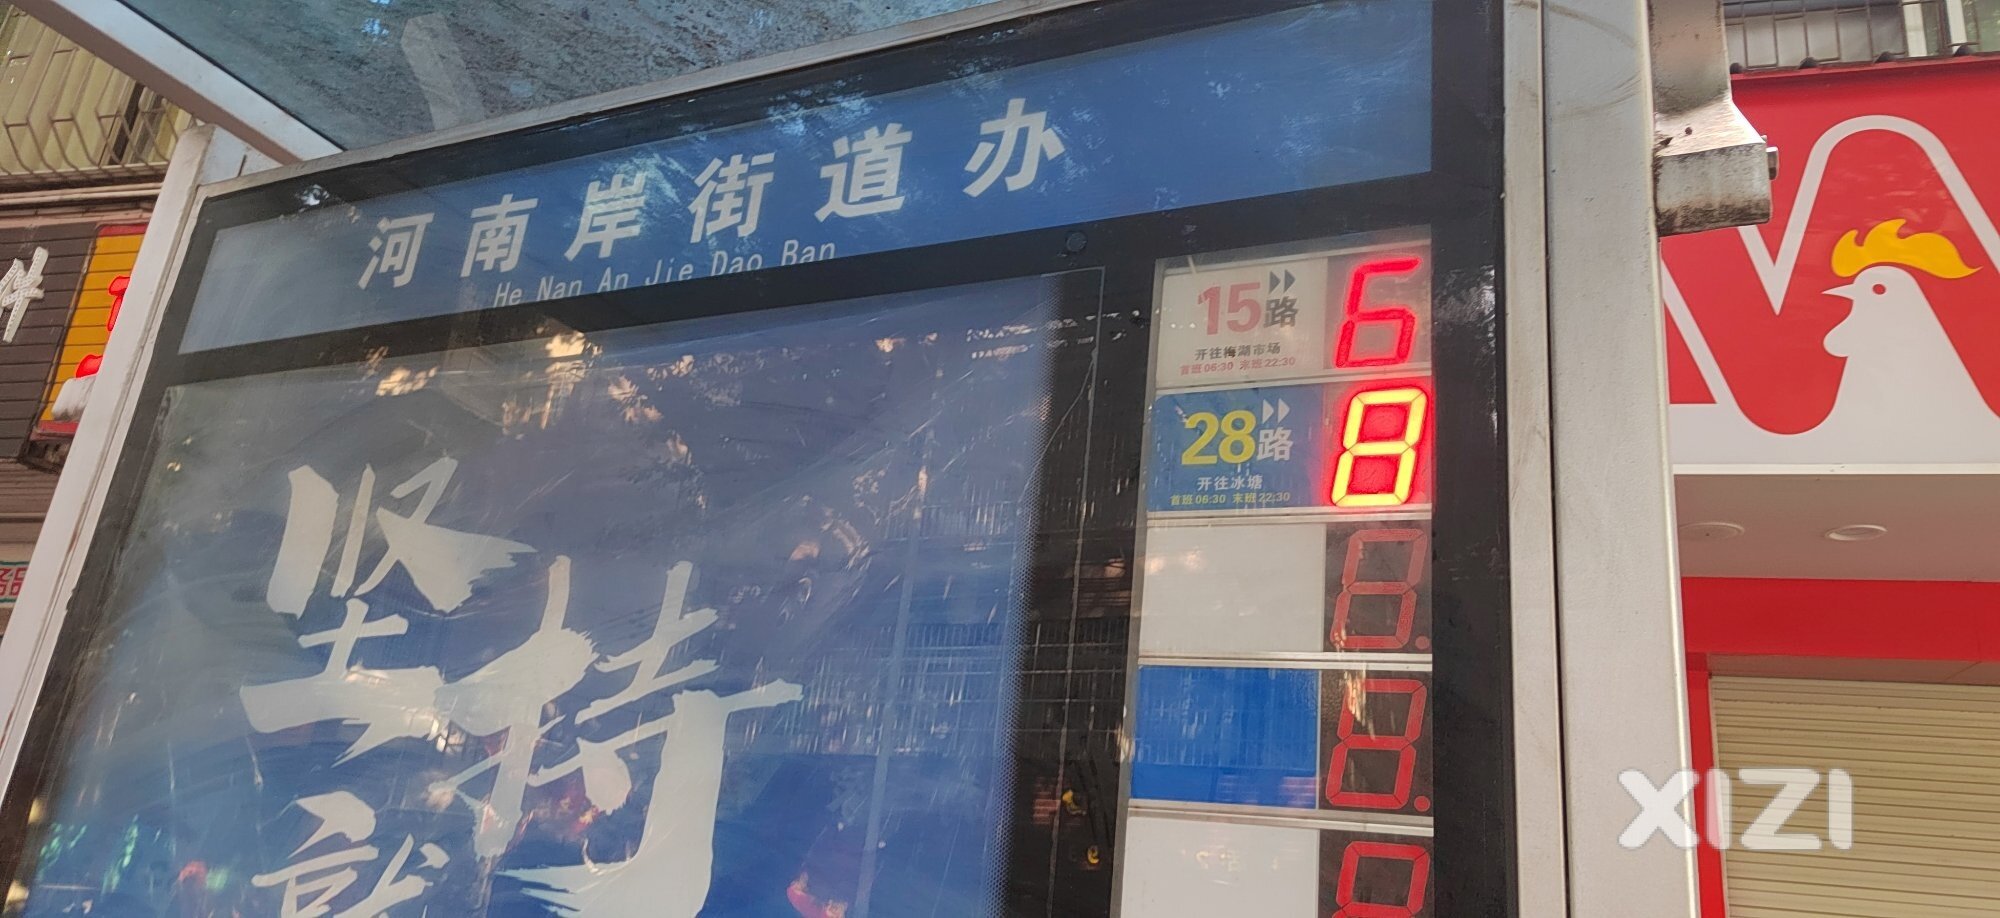 河南岸街道办
He Nan An Jie Dao Ban
15路
开往梅湖市场
首班06:30 末班22:30
6
28路
开往冰塘
首班06:30 末班22:30
8
坚持
就
XIZI